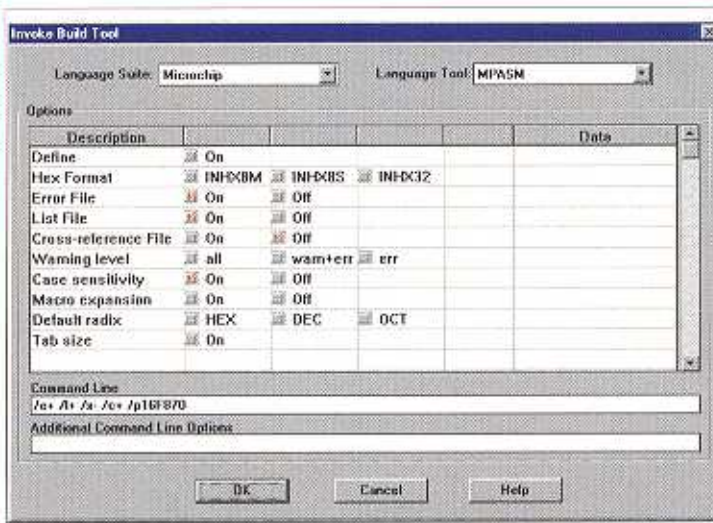 Invoke Build Tool
Language Suite: Microchip Language Tool: MPASM
Options
Description Data
Define On
Hex Format INHX8M INHX8S INHX32
Error File On Off
List File On Off
Cross-reference File On Off
Warning level all warn+err err
Case sensitivity On Off
Macro expansion On Off
Default radix HEX DEC OCT
Tab size On
Command Line
/e+ /l+ /x- /c+ /p16F870
Additional Command Line Options
OK Cancel Help